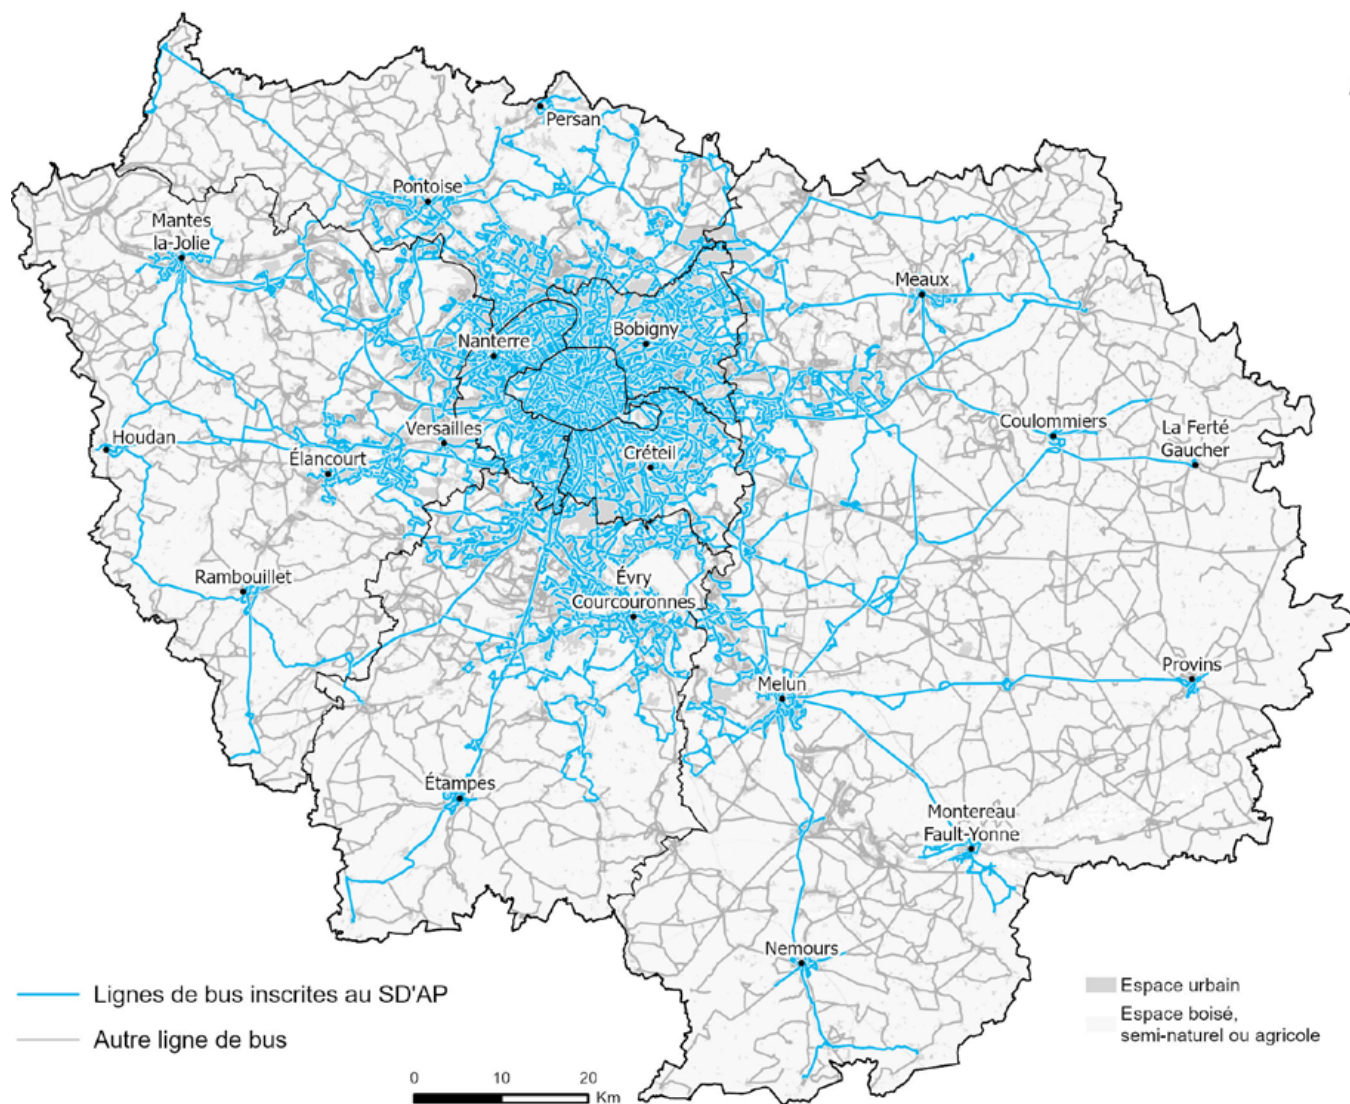 Persan
Pontoise
Mantes
la-Jolie
Meaux
Bobigny
Nanterre
Coulommiers
La Ferté
Gaucher
Versailles
Houdan
Élancourt
Créteil
Rambouillet
Évry
Courcouronnes
Provins
Melun
Étampes
Montereau
Fault-Yonne
Nemours
Lignes de bus inscrites au SD'AP
Autre ligne de bus
Espace urbain
Espace boisé,
semi-naturel ou agricole
0 10 20
Km